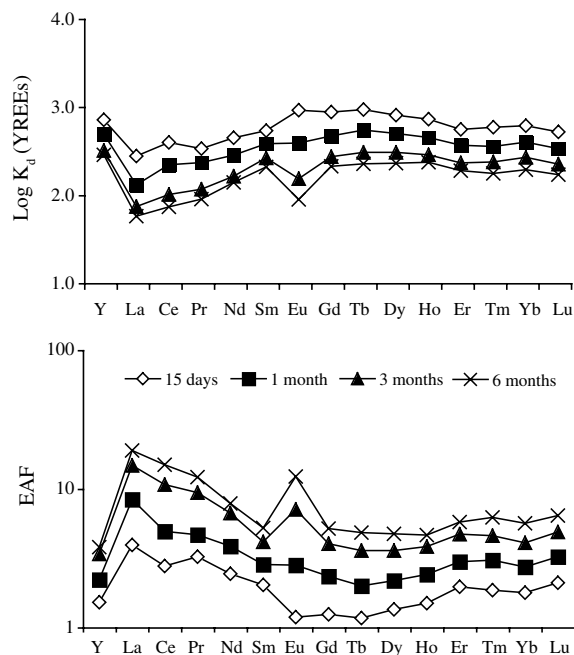 4.0
3.0
2.0
1.0
Log Kd (YREEs)
Y La Ce Pr Nd Sm Eu Gd Tb Dy Ho Er Tm Yb Lu
100
10
1
EAF
15 days 1 month 3 months 6 months
Y La Ce Pr Nd Sm Eu Gd Tb Dy Ho Er Tm Yb Lu